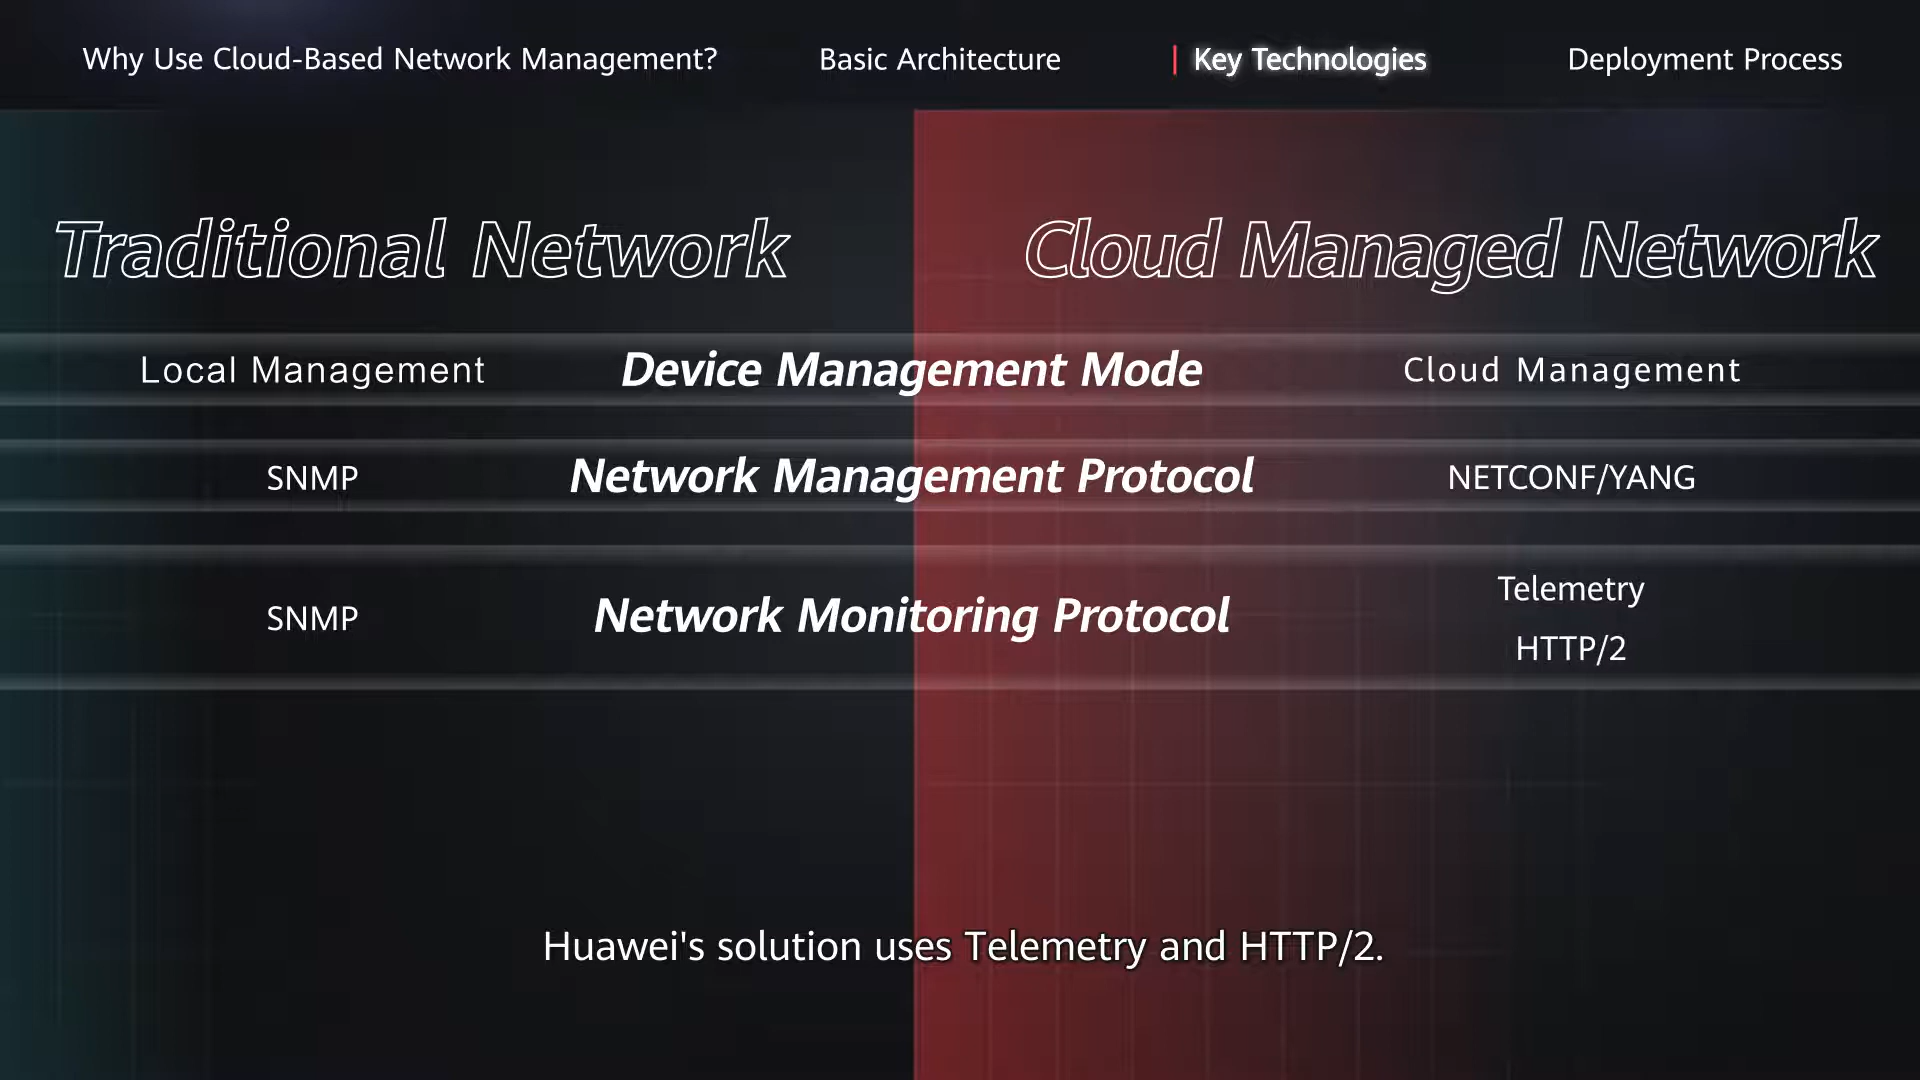 Why Use Cloud-Based Network Management? Basic Architecture Key Technologies Deployment Process
Traditional Network Cloud Managed Network
Local Management Device Management Mode Cloud Management
SNMP Network Management Protocol NETCONF/YANG
SNMP Network Monitoring Protocol Telemetry
HTTP/2
Huawei's solution uses Telemetry and HTTP/2.